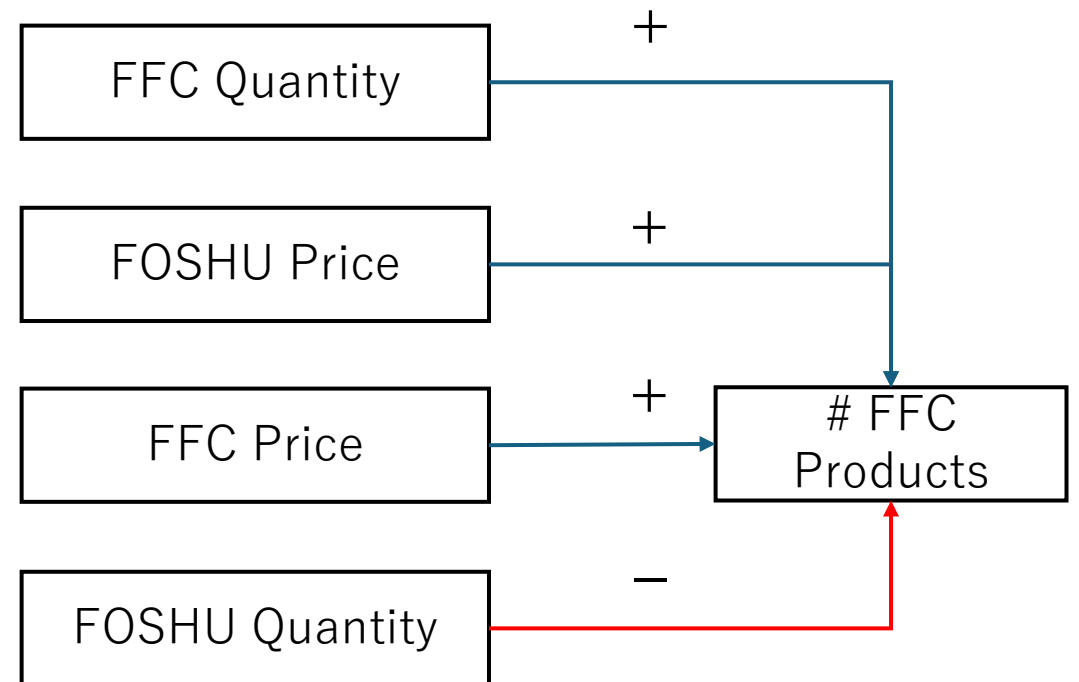 +
FFC Quantity
+
FOSHU Price
+
FFC Price
# FFC
Products
−
FOSHU Quantity